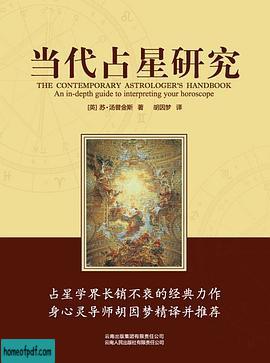 当代占星研究
THE CONTEMPORARY ASTROLOGER'S HANDBOOK
An in-depth guide to interpreting your horoscope
[英] 苏·汤普金斯 著 胡因梦 译
占星学界长销不衰的经典力作
身心灵导师胡因梦精译并推荐
云南出版集团有限责任公司
云南人民出版社有限责任公司
homeofpdf.com